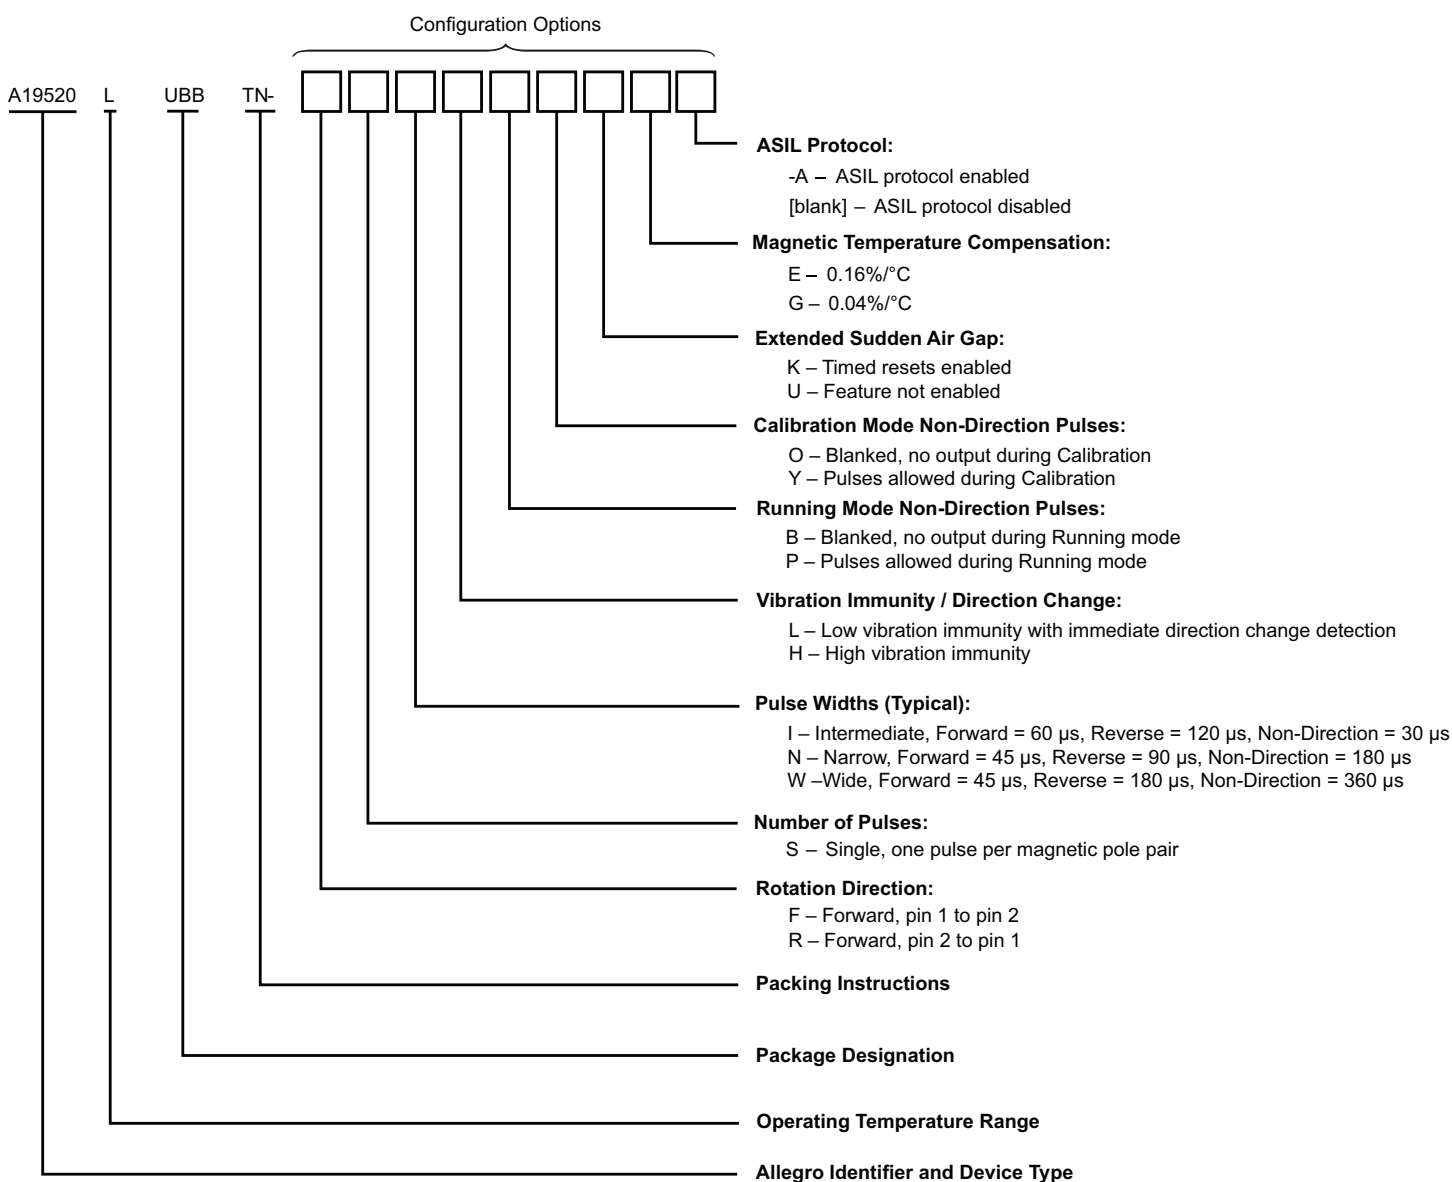 Configuration Options
A19520 L UBB TN-
ASIL Protocol:
-A – ASIL protocol enabled
[blank] – ASIL protocol disabled
Magnetic Temperature Compensation:
E – 0.16%/°C
G – 0.04%/°C
Extended Sudden Air Gap:
K – Timed resets enabled
U – Feature not enabled
Calibration Mode Non-Direction Pulses:
O – Blanked, no output during Calibration
Y – Pulses allowed during Calibration
Running Mode Non-Direction Pulses:
B – Blanked, no output during Running mode
P – Pulses allowed during Running mode
Vibration Immunity / Direction Change:
L – Low vibration immunity with immediate direction change detection
H – High vibration immunity
Pulse Widths (Typical):
I – Intermediate, Forward = 60 µs, Reverse = 120 µs, Non-Direction = 30 µs
N – Narrow, Forward = 45 µs, Reverse = 90 µs, Non-Direction = 180 µs
W –Wide, Forward = 45 µs, Reverse = 180 µs, Non-Direction = 360 µs
Number of Pulses:
S – Single, one pulse per magnetic pole pair
Rotation Direction:
F – Forward, pin 1 to pin 2
R – Forward, pin 2 to pin 1
Packing Instructions
Package Designation
Operating Temperature Range
Allegro Identifier and Device Type